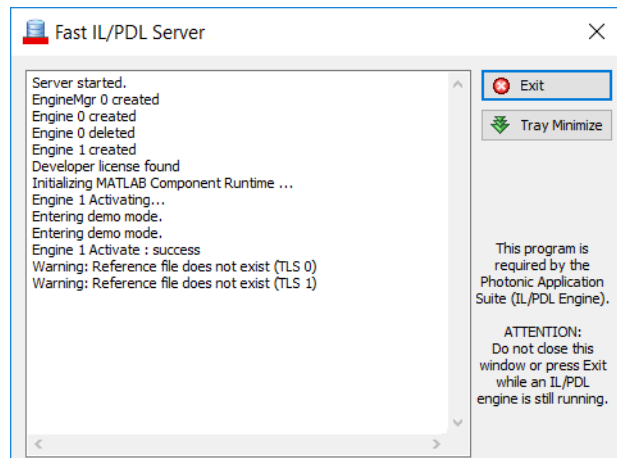 Fast IL/PDL Server
Server started.
EngineMgr 0 created
Engine 0 created
Engine 0 deleted
Engine 1 created
Developer license found
Initializing MATLAB Component Runtime ...
Engine 1 Activating...
Entering demo mode.
Entering demo mode.
Engine 1 Activate : success
Warning: Reference file does not exist (TLS 0)
Warning: Reference file does not exist (TLS 1)
Exit
Tray Minimize
This program is
required by the
Photonic Application
Suite (IL/PDL Engine).
ATTENTION:
Do not close this
window or press Exit
while an IL/PDL
engine is still running.